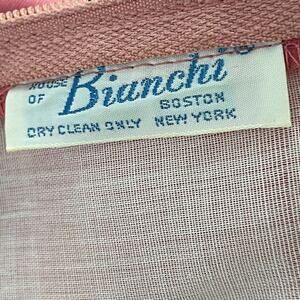 HOUSE
OF Bianchi
BOSTON
DRY CLEAN ONLY NEW YORK